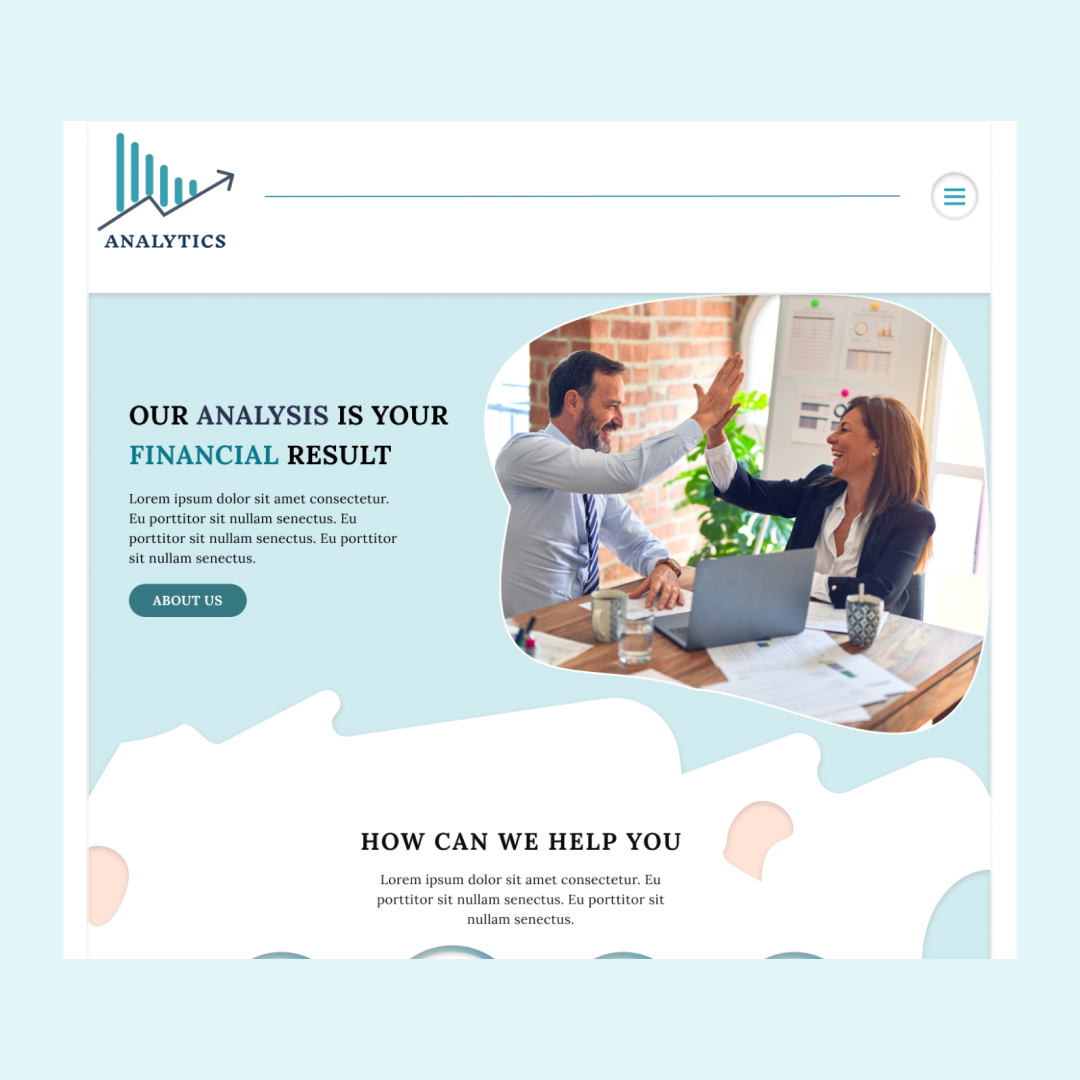 ANALYTICS
OUR ANALYSIS IS YOUR
FINANCIAL RESULT
Lorem ipsum dolor sit amet consectetur.
Eu porttitor sit nullam senectus. Eu
porttitor sit nullam senectus. Eu porttitor
sit nullam senectus.
ABOUT US
HOW CAN WE HELP YOU
Lorem ipsum dolor sit amet consectetur. Eu
porttitor sit nullam senectus. Eu porttitor sit
nullam senectus.